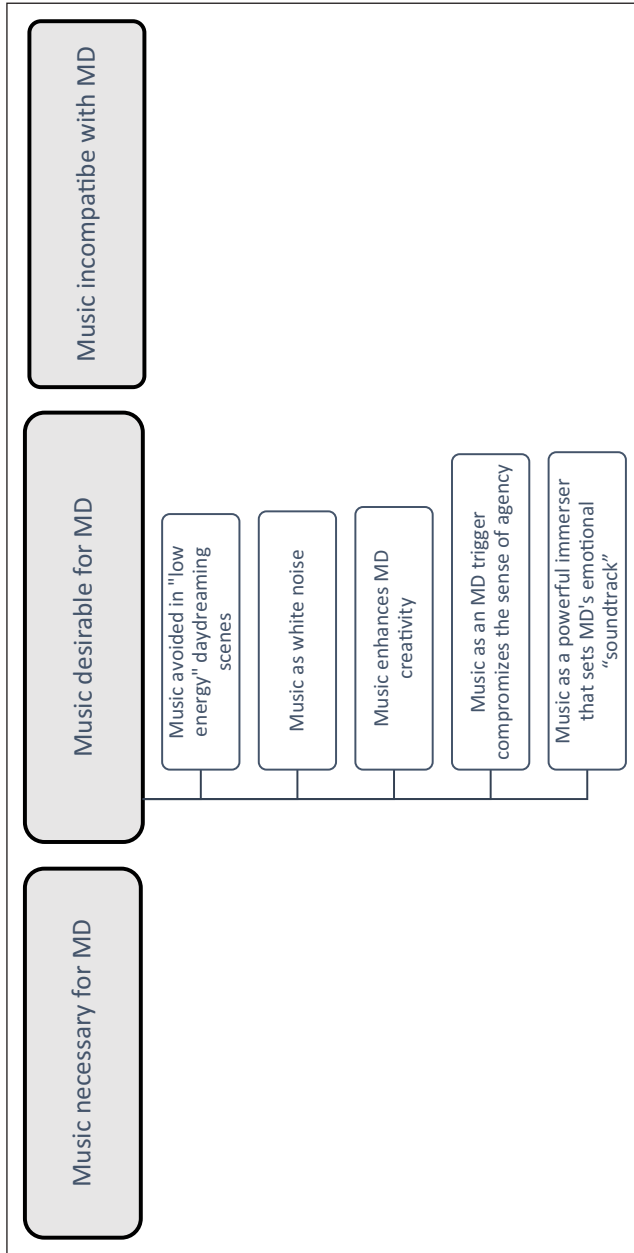 Music necessary for MD
Music desirable for MD
Music avoided in "low
energy" daydreaming
scenes
Music as white noise
Music enhances MD
creativity
Music as an MD trigger
compromizes the sense of agency
Music as a powerful immerser
that sets MD's emotional
“soundtrack”
Music incompatibe with MD